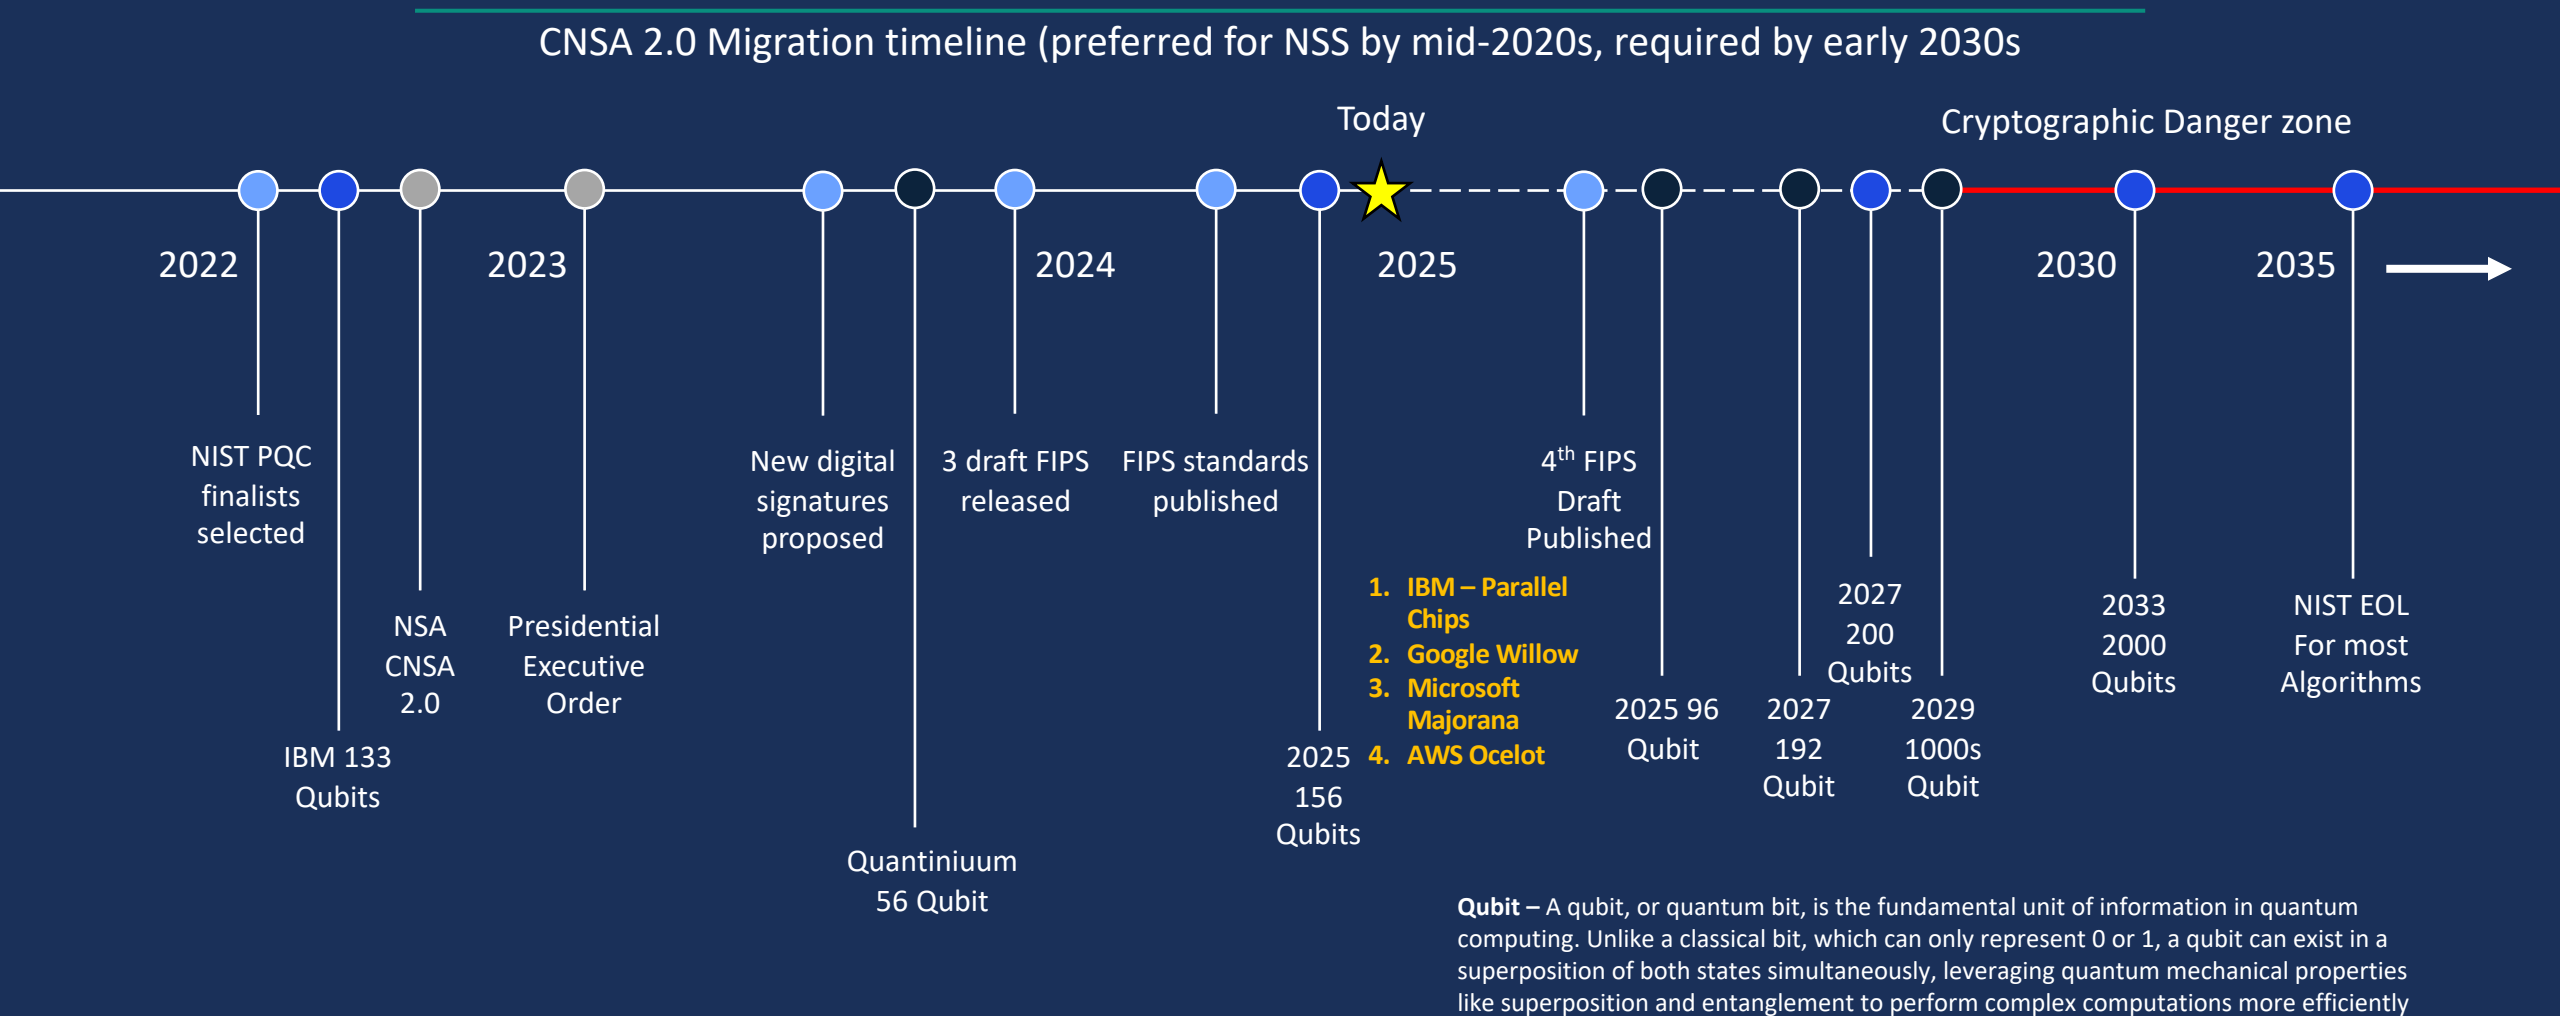 CNSA 2.0 Migration timeline (preferred for NSS by mid-2020s, required by early 2030s
Today
Cryptographic Danger zone
2022
2023
2024
2025
2030
2035
NIST PQC
finalists
selected
IBM 133
Qubits
NSA
CNSA
2.0
Presidential
Executive
Order
New digital
signatures
proposed
Quantiniuum
56 Qubit
3 draft FIPS
released
FIPS standards
published
2025
156
Qubits
1. IBM – Parallel
Chips
2. Google Willow
3. Microsoft
Majorana
4. AWS Ocelot
4th FIPS
Draft
Published
2025 96
Qubit
2027
192
Qubit
2027
200
Qubits
2029
1000s
Qubit
2033
2000
Qubits
NIST EOL
For most
Algorithms
Qubit – A qubit, or quantum bit, is the fundamental unit of information in quantum
computing. Unlike a classical bit, which can only represent 0 or 1, a qubit can exist in a
superposition of both states simultaneously, leveraging quantum mechanical properties
like superposition and entanglement to perform complex computations more efficiently